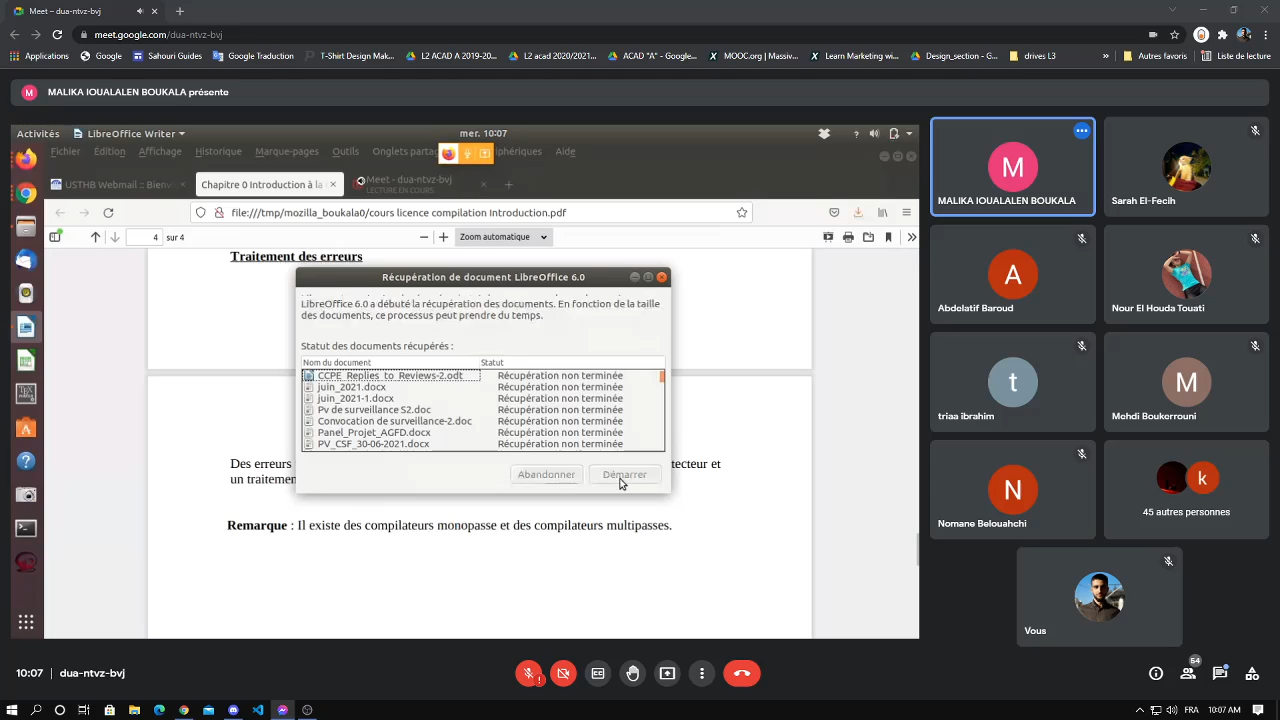 Meet – dua-ntvz-bvj
meet.google.com/dua-ntvz-bvj
Applications
Google
Sahouri Guides
Google Traduction
T-Shirt Design Maki...
L2 ACAD A 2019-20...
L2 acad 2020/2021...
ACAD "A" - Google...
MOOC.org | Massiv...
Learn Marketing wi...
Design_section - G...
drives L3
»
Autres favoris
Liste de lecture
M
MALIKA IOUALALEN BOUKALA présente
Activités
LibreOffice Writer
mer. 10:07
Fichier
Édition
Affichage
Historique
Marque-pages
Outils
Onglets partag
phériques
Aide
USTHB Webmail :: Bienv
Chapitre 0 Introduction à la
Meet - dua-ntvz-bvj
LECTURE EN COURS
file:///tmp/mozilla_boukala0/cours licence compilation Introduction.pdf
4
sur 4
Zoom automatique
Traitement des erreurs
Récupération de document LibreOffice 6.0
LibreOffice 6.0 a débuté la récupération des documents. En fonction de la taille
des documents, ce processus peut prendre du temps.
Statut des documents récupérés :
Nom du document
Statut
CCPE_Replies_to_Reviews-2.odt Récupération non terminée
juin_2021.docx Récupération non terminée
juin_2021-1.docx Récupération non terminée
Pv de surveillance S2.doc Récupération non terminée
Convocation de surveillance-2.doc Récupération non terminée
Panel_Projet_AGFD.docx Récupération non terminée
PV_CSF_30-06-2021.docx Récupération non terminée
Abandonner
Démarrer
Des erreurs
tecteur et
un traitemen
Remarque : Il existe des compilateurs monopasse et des compilateurs multipasses.
M
MALIKA IOUALALEN BOUKALA
Sarah El-Fecih
A
Abdelatif Baroud
Nour El Houda Touati
t
triaa ibrahim
M
Mehdi Boukerrouni
N
Nomane Belouahchi
k
45 autres personnes
Vous
10:07
dua-ntvz-bvj
54
FRA
10:07 AM